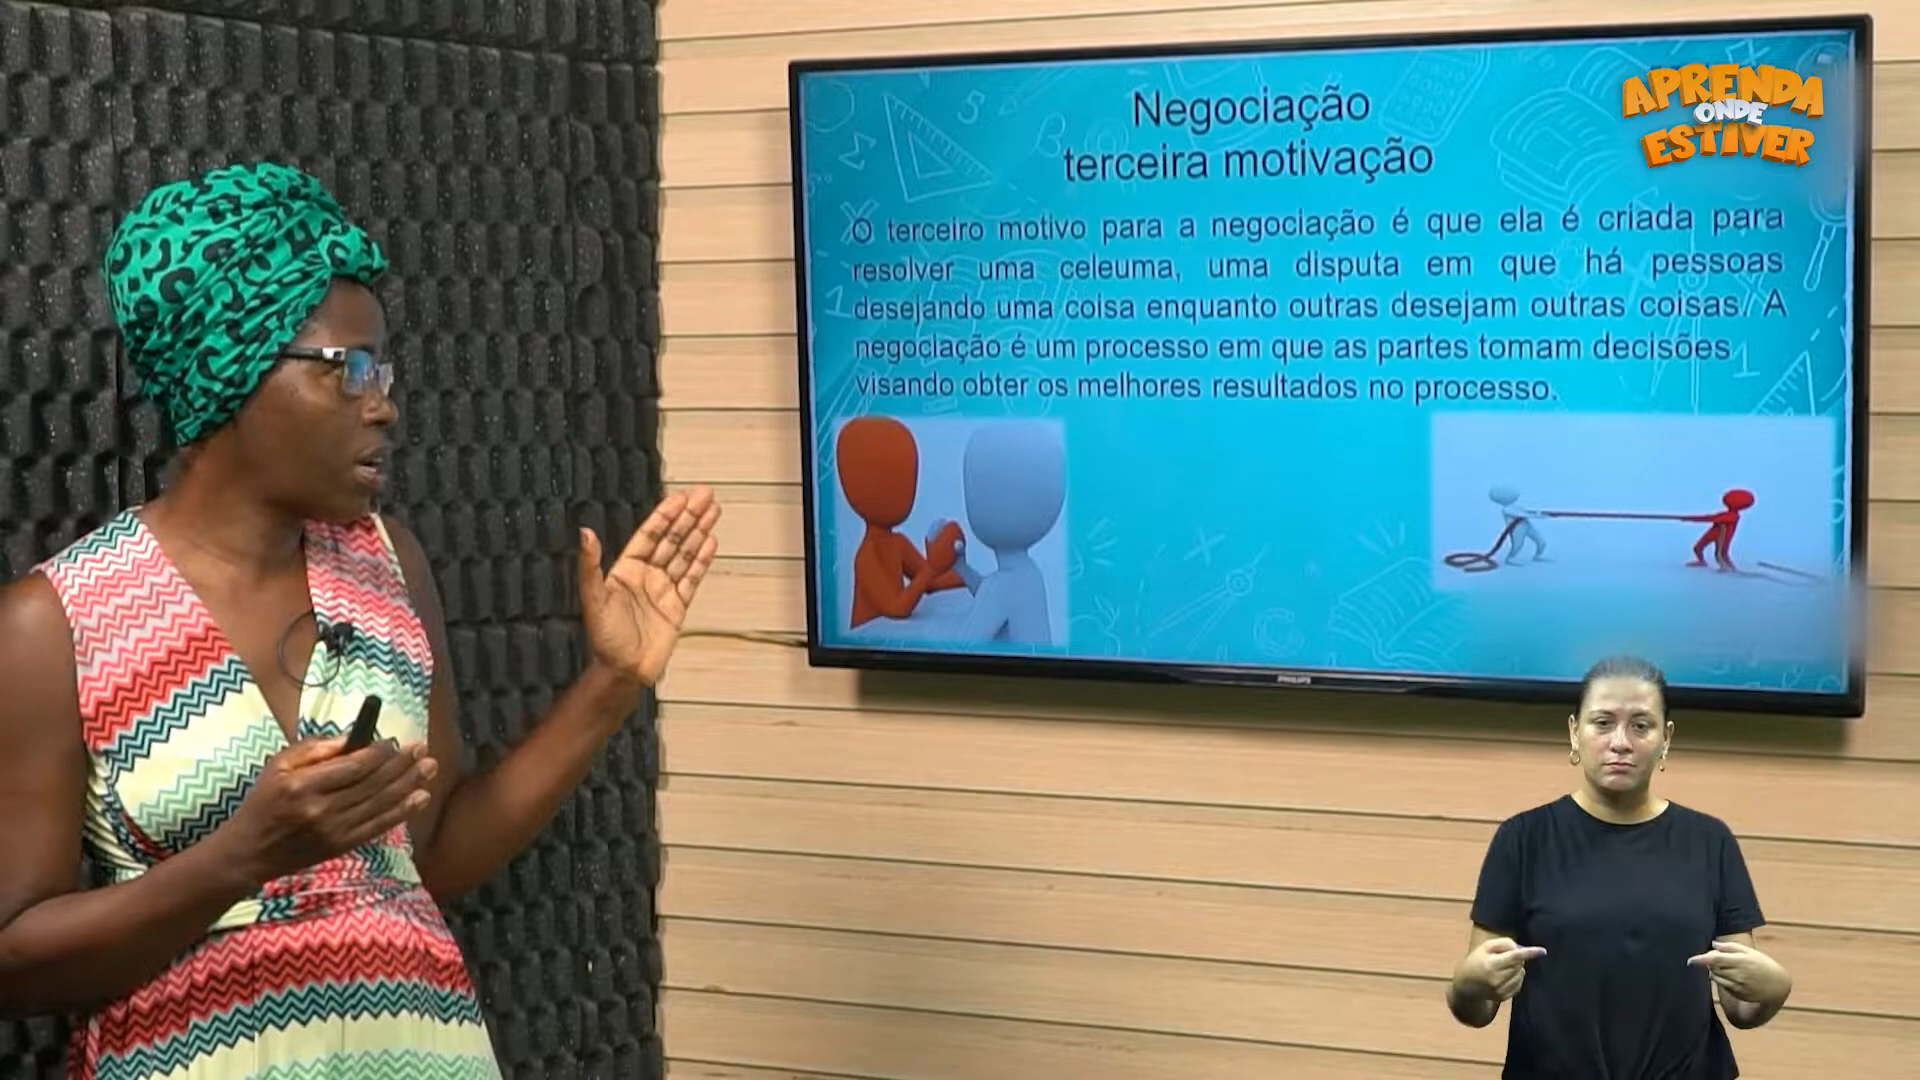 Negociação
terceira motivação
O terceiro motivo para a negociação é que ela é criada para
resolver uma celeuma, uma disputa em que há pessoas
desejando uma coisa enquanto outras desejam outras coisas. A
negociação é um processo em que as partes tomam decisões
visando obter os melhores resultados no processo.
APRENDA
ONDE
ESTIVER
PHILIPS